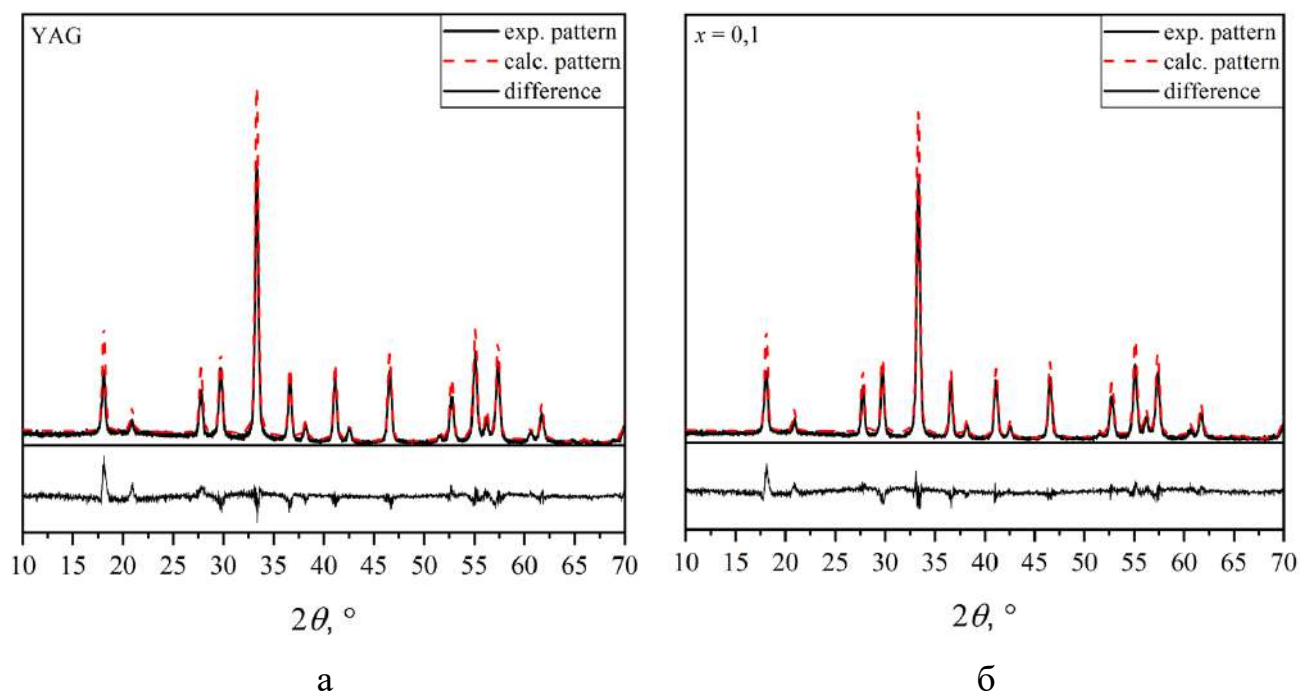 YAG
exp. pattern
calc. pattern
difference
10 15 20 25 30 35 40 45 50 55 60 65 70
2θ, °
а
x = 0,1
exp. pattern
calc. pattern
difference
10 15 20 25 30 35 40 45 50 55 60 65 70
2θ, °
б